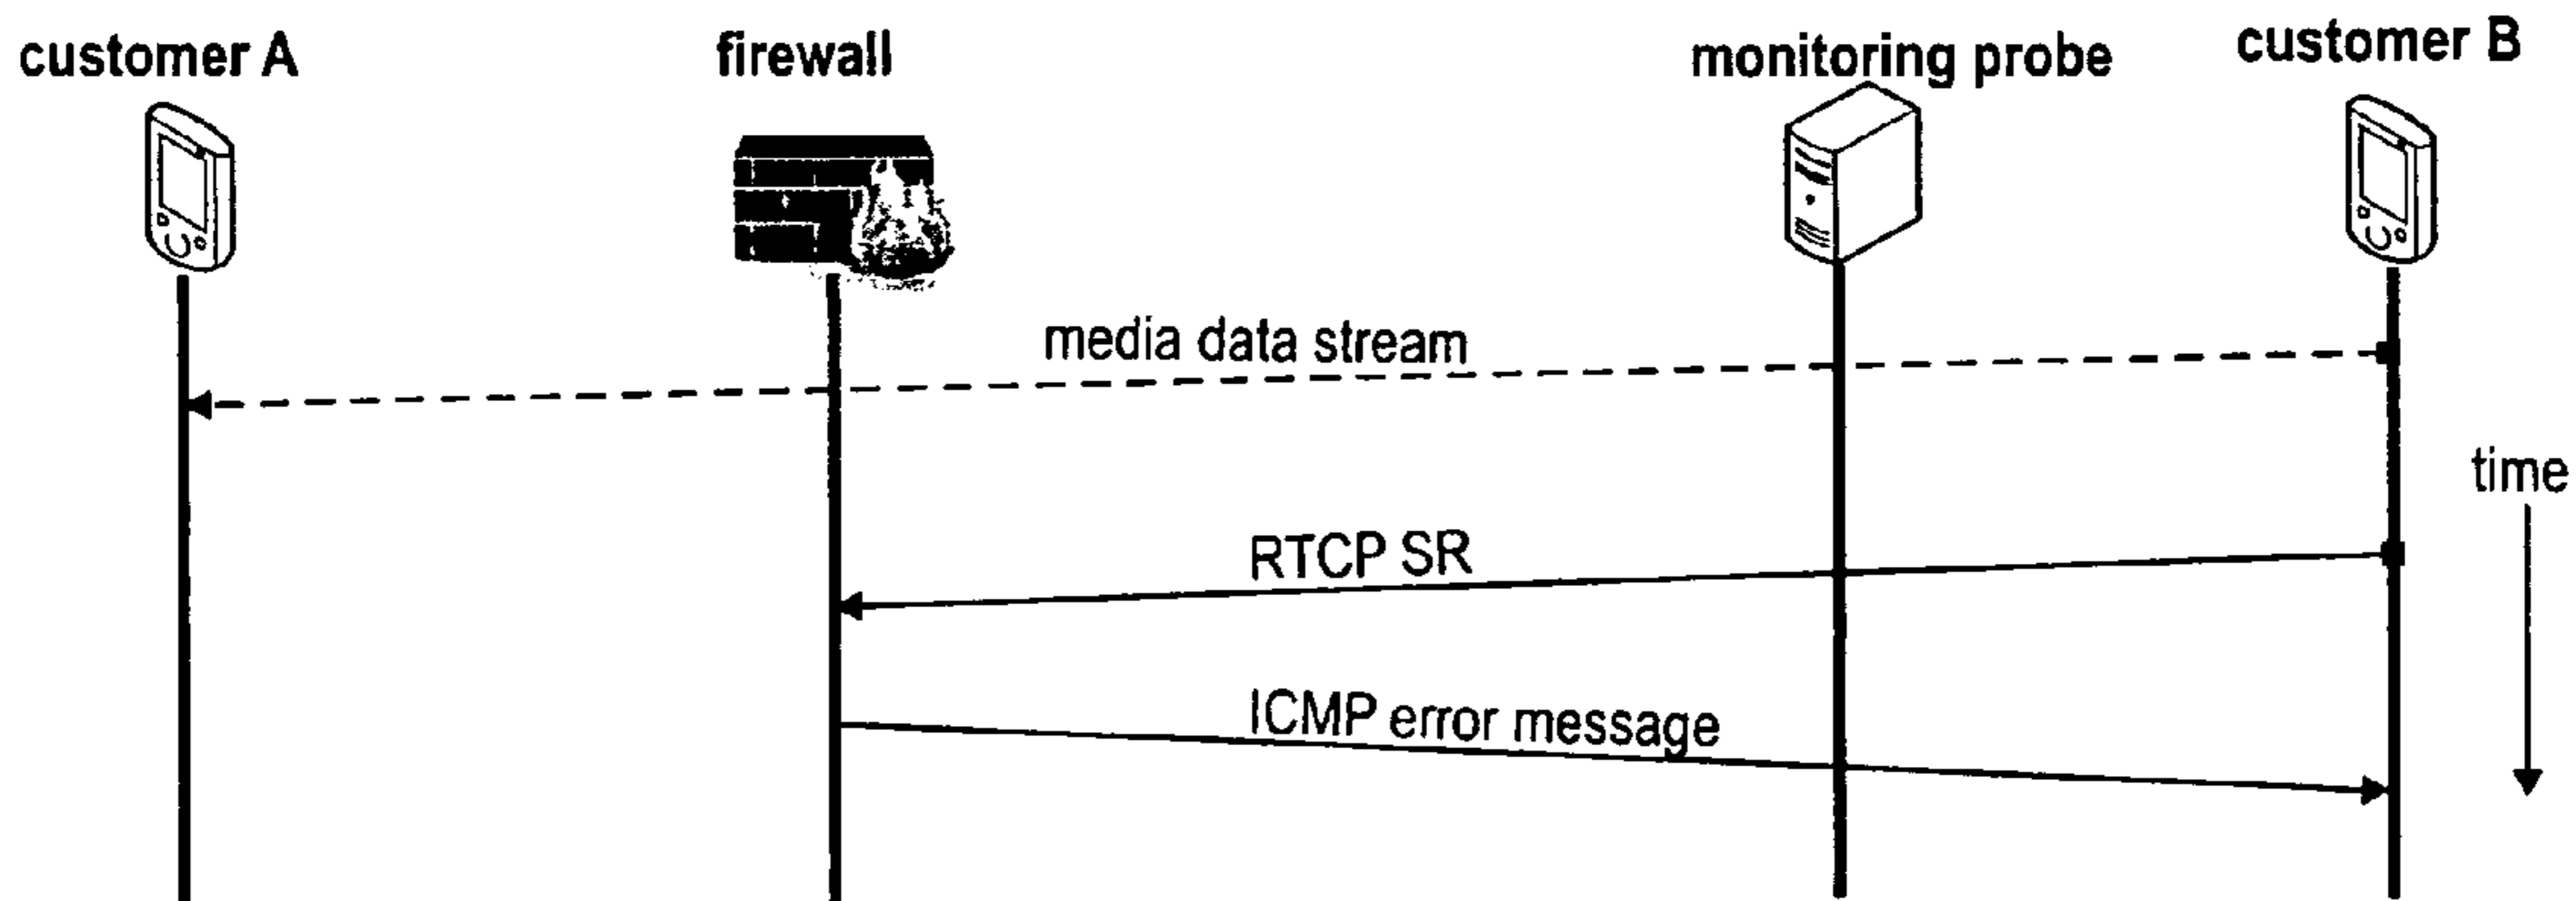 customer A
firewall
monitoring probe
customer B
media data stream
time
RTCP SR
ICMP error message